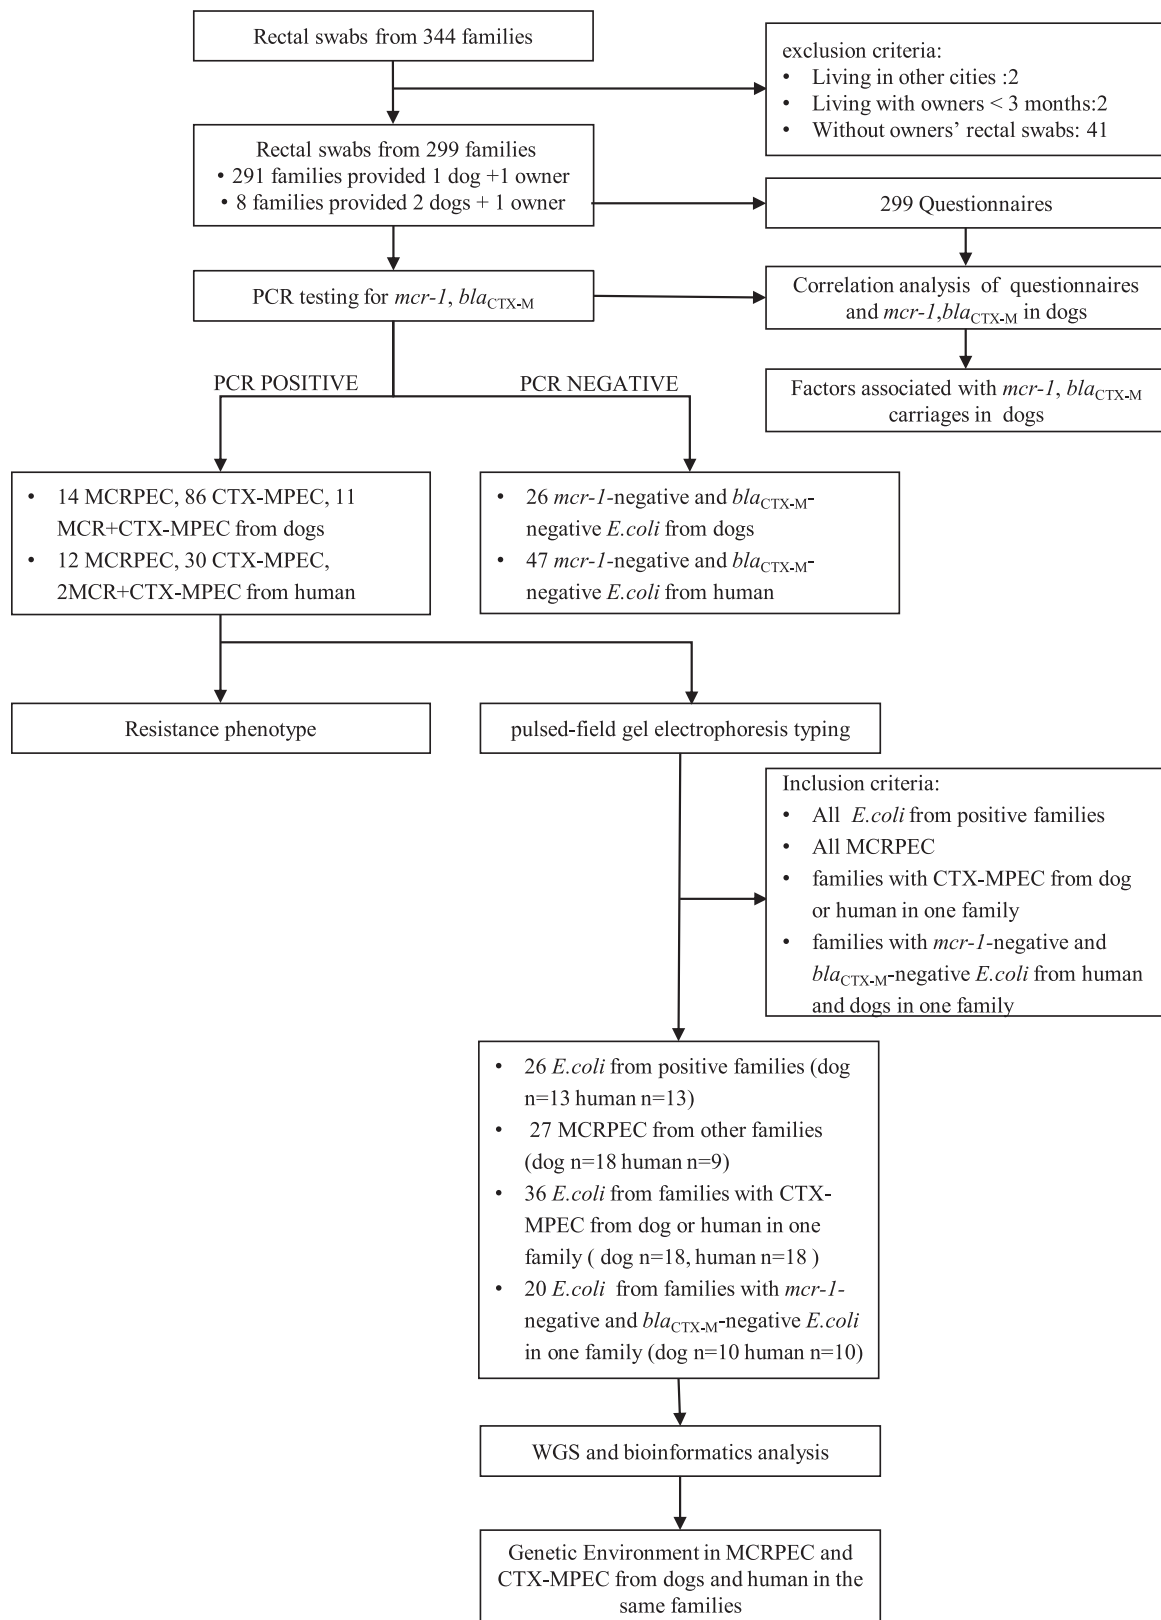 Rectal swabs from 344 families
exclusion criteria:
• Living in other cities :2
• Living with owners < 3 months:2
• Without owners’ rectal swabs: 41
Rectal swabs from 299 families
• 291 families provided 1 dog +1 owner
• 8 families provided 2 dogs + 1 owner
299 Questionnaires
PCR testing for mcr-1, blaCTX-M
Correlation analysis of questionnaires
and mcr-1,blaCTX-M in dogs
PCR POSITIVE
PCR NEGATIVE
Factors associated with mcr-1, blaCTX-M
carriages in dogs
• 14 MCRPEC, 86 CTX-MPEC, 11
MCR+CTX-MPEC from dogs
• 12 MCRPEC, 30 CTX-MPEC,
2MCR+CTX-MPEC from human
• 26 mcr-1-negative and blaCTX-M-
negative E.coli from dogs
• 47 mcr-1-negative and blaCTX-M-
negative E.coli from human
Resistance phenotype
pulsed-field gel electrophoresis typing
Inclusion criteria:
• All E.coli from positive families
• All MCRPEC
• families with CTX-MPEC from dog
or human in one family
• families with mcr-1-negative and
blaCTX-M-negative E.coli from human
and dogs in one family
• 26 E.coli from positive families (dog
n=13 human n=13)
• 27 MCRPEC from other families
(dog n=18 human n=9)
• 36 E.coli from families with CTX-
MPEC from dog or human in one
family ( dog n=18, human n=18 )
• 20 E.coli from families with mcr-1-
negative and blaCTX-M-negative E.coli
in one family (dog n=10 human n=10)
WGS and bioinformatics analysis
Genetic Environment in MCRPEC and
CTX-MPEC from dogs and human in the
same families